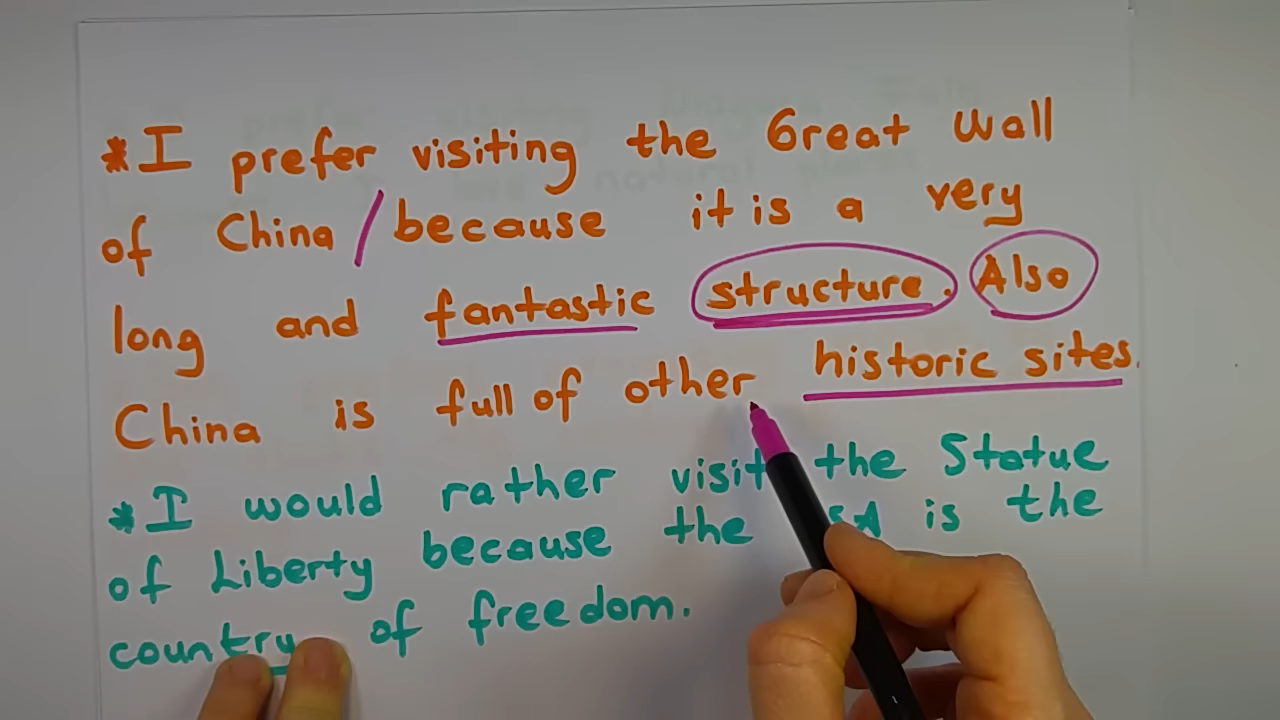 *I prefer visiting the Great Wall
of China / because it is a very
long and fantastic structure. Also
China is full of other historic sites.
*I would rather visit the Statue
of Liberty because the is the
country of freedom.